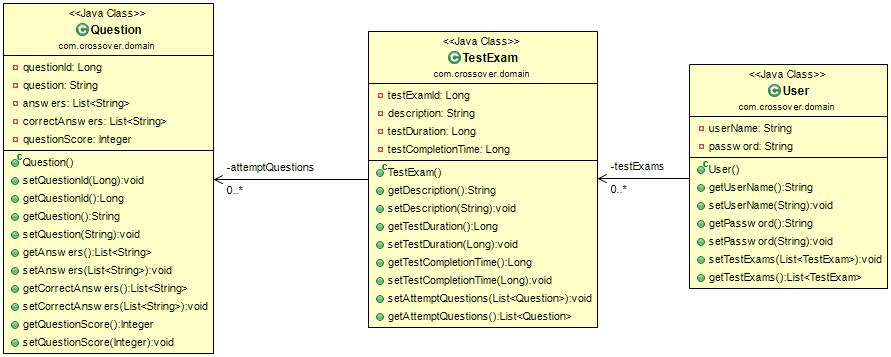 <<Java Class>>
Question
com.crossover.domain
questionId: Long
question: String
answers: List<String>
correctAnswers: List<String>
questionScore: Integer
Question()
setQuestionId(Long):void
getQuestionId():Long
getQuestion():String
setQuestion(String):void
getAnswers():List<String>
setAnswers(List<String>):void
getCorrectAnswers():List<String>
setCorrectAnswers(List<String>):void
getQuestionScore():Integer
setQuestionScore(Integer):void
-attemptQuestions
0..*
<<Java Class>>
TestExam
com.crossover.domain
testExamId: Long
description: String
testDuration: Long
testCompletionTime: Long
TestExam()
getDescription():String
setDescription(String):void
getTestDuration():Long
setTestDuration(Long):void
getTestCompletionTime():Long
setTestCompletionTime(Long):void
setAttemptQuestions(List<Question>):void
getAttemptQuestions():List<Question>
-testExams
0..*
<<Java Class>>
User
com.crossover.domain
userName: String
password: String
User()
getUserName():String
setUserName(String):void
getPassword():String
setPassword(String):void
setTestExams(List<TestExam>):void
getTestExams():List<TestExam>